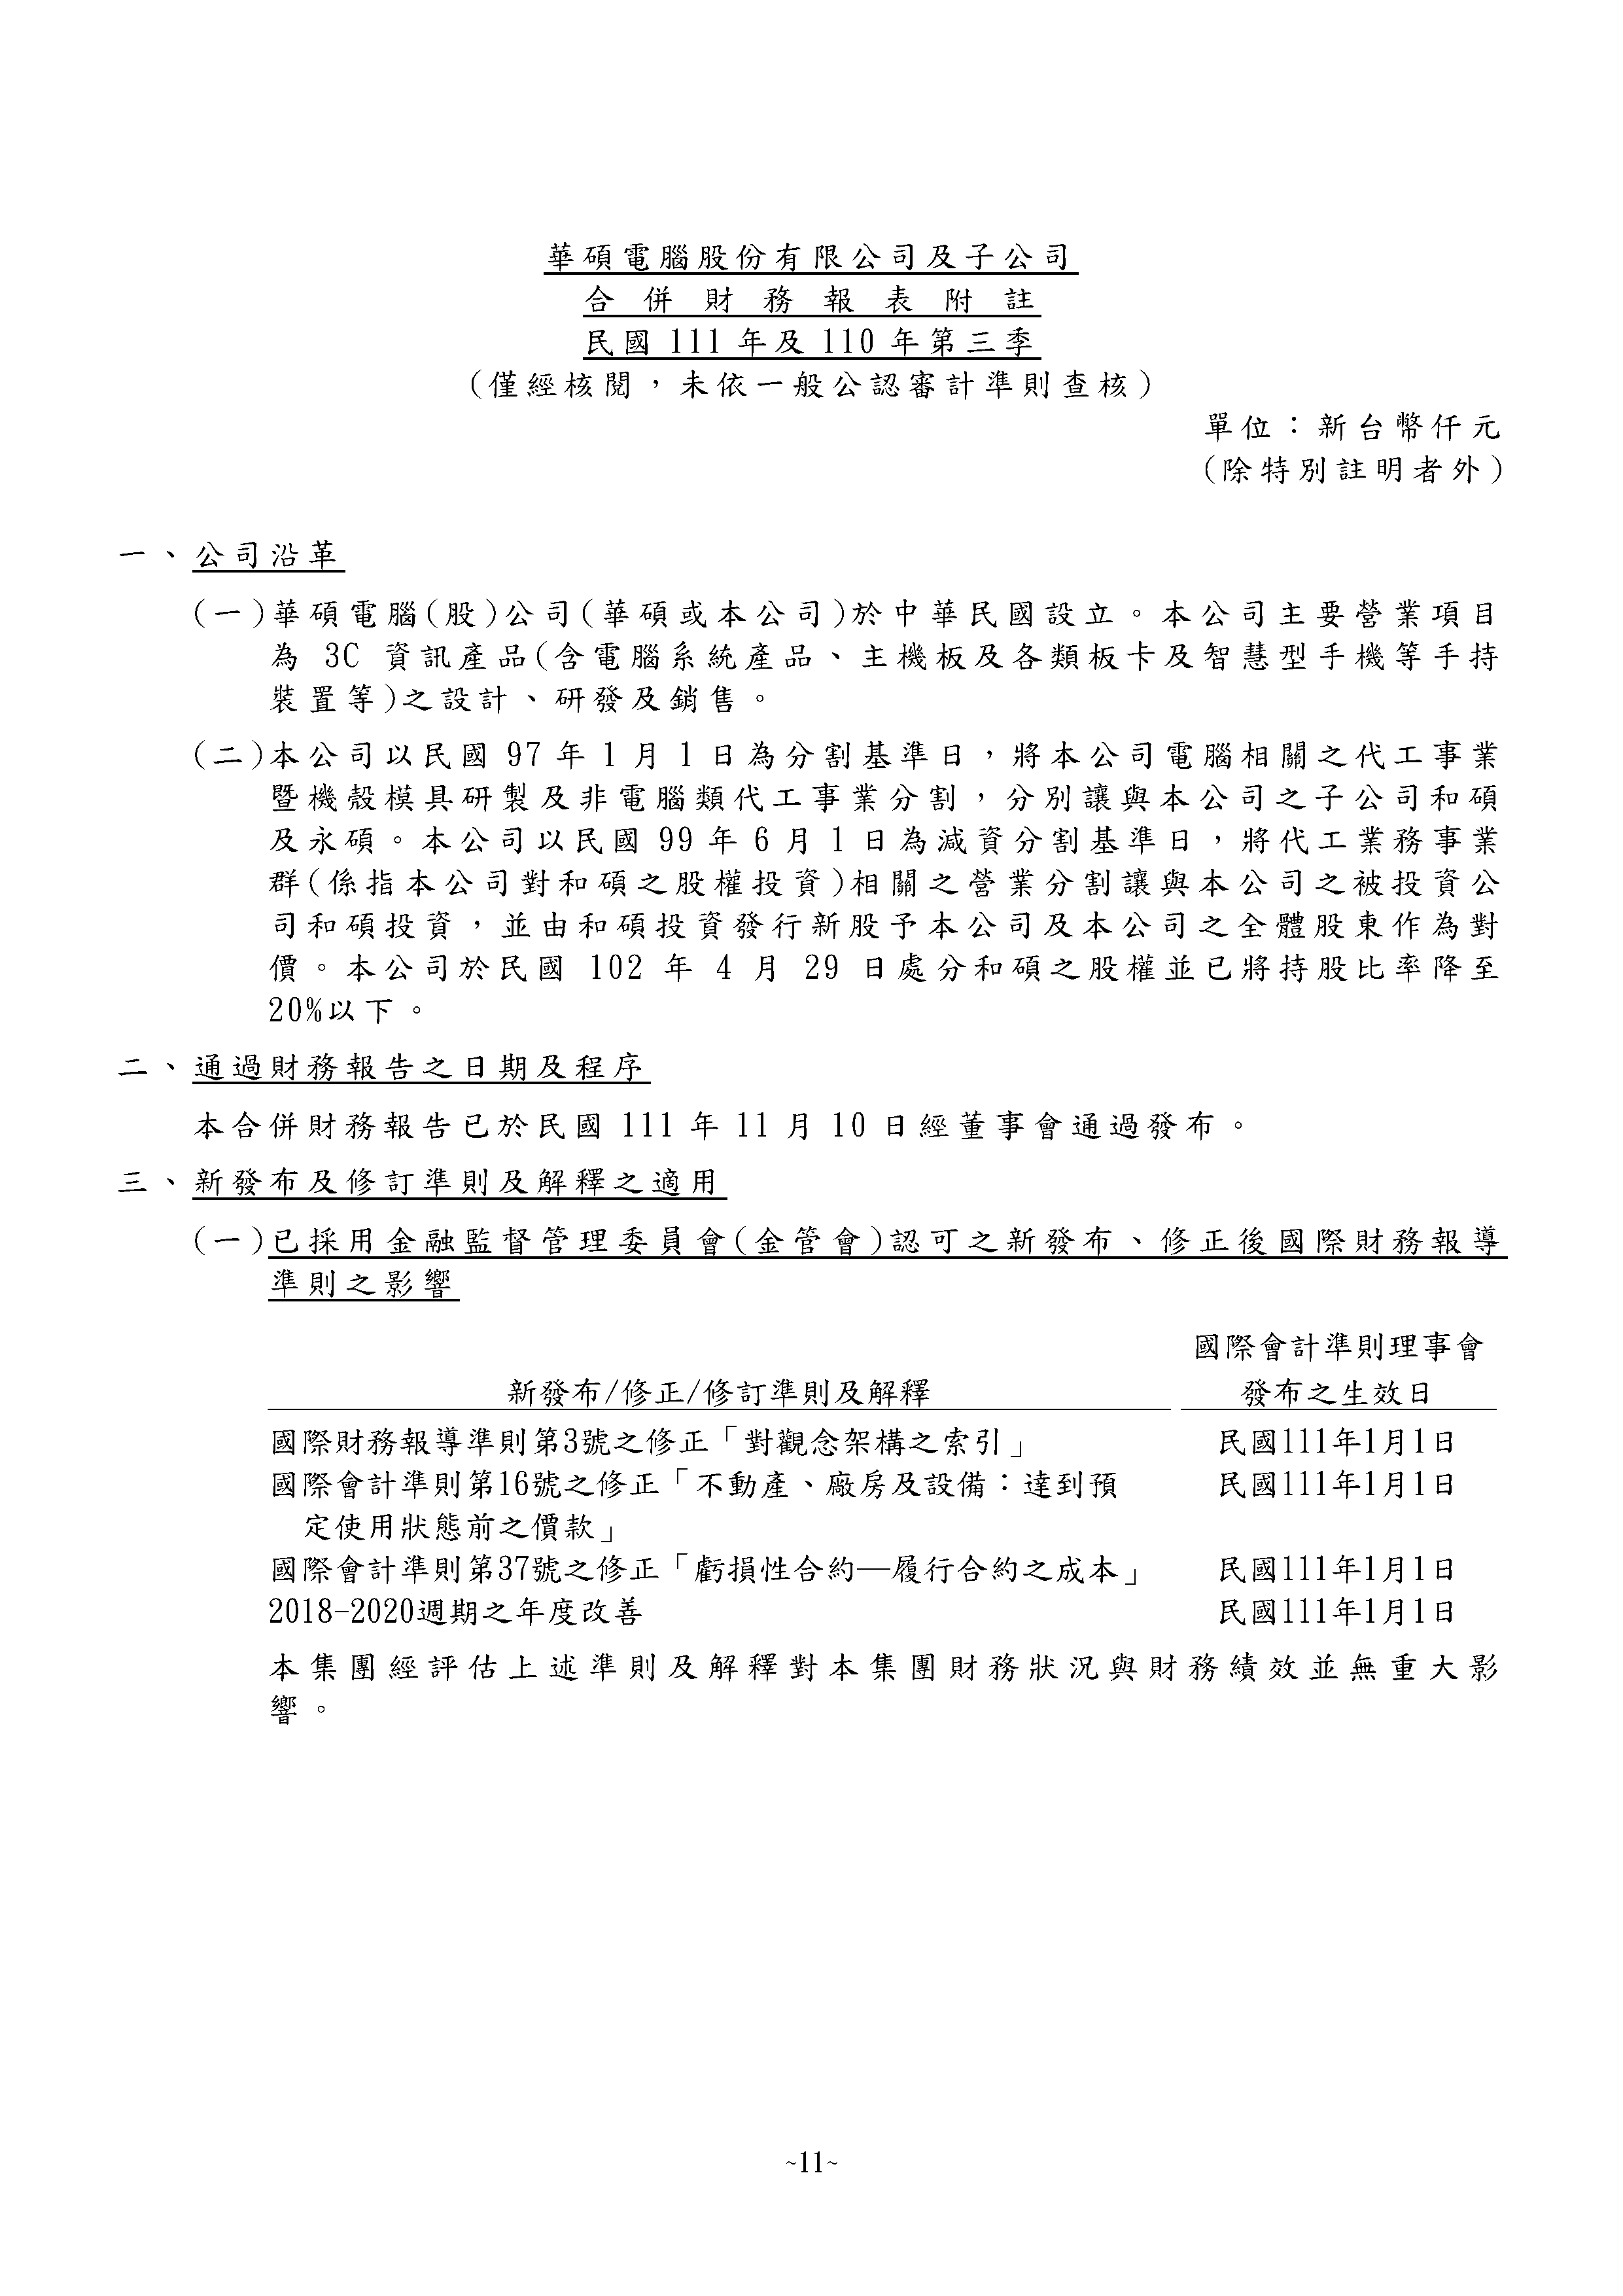 華碩電腦股份有限公司及子公司
合併財務報表附註
民國 111 年及 110 年第三季
(僅經核閱，未依一般公認審計準則查核)
單位：新台幣仟元
(除特別註明者外)
一、公司沿革
(一)華碩電腦(股)公司(華碩或本公司)於中華民國設立。本公司主要營業項目
為 3C 資訊產品(含電腦系統產品、主機板及各類板卡及智慧型手機等手持
裝置等)之設計、研發及銷售。
(二)本公司以民國 97 年 1 月 1 日為分割基準日，將本公司電腦相關之代工事業
暨機殼模具研製及非電腦類代工事業分割，分別讓與本公司之子公司和碩
及永碩。本公司以民國 99 年 6 月 1 日為減資分割基準日，將代工業務事業
群(係指本公司對和碩之股權投資)相關之營業分割讓與本公司之被投資公
司和碩投資，並由和碩投資發行新股予本公司及本公司之全體股東作為對
價。本公司於民國 102 年 4 月 29 日處分和碩之股權並已將持股比率降至
20%以下。
二、通過財務報告之日期及程序
本合併財務報告已於民國 111 年 11 月 10 日經董事會通過發布。
三、新發布及修訂準則及解釋之適用
(一)已採用金融監督管理委員會(金管會)認可之新發布、修正後國際財務報導
準則之影響
國際會計準則理事會
新發布/修正/修訂準則及解釋 發布之生效日
國際財務報導準則第3號之修正「對觀念架構之索引」 民國111年1月1日
國際會計準則第16號之修正「不動產、廠房及設備：達到預 民國111年1月1日
定使用狀態前之價款」
國際會計準則第37號之修正「虧損性合約—履行合約之成本」 民國111年1月1日
2018-2020週期之年度改善 民國111年1月1日
本集團經評估上述準則及解釋對本集團財務狀況與財務績效並無重大影
響。
~11~